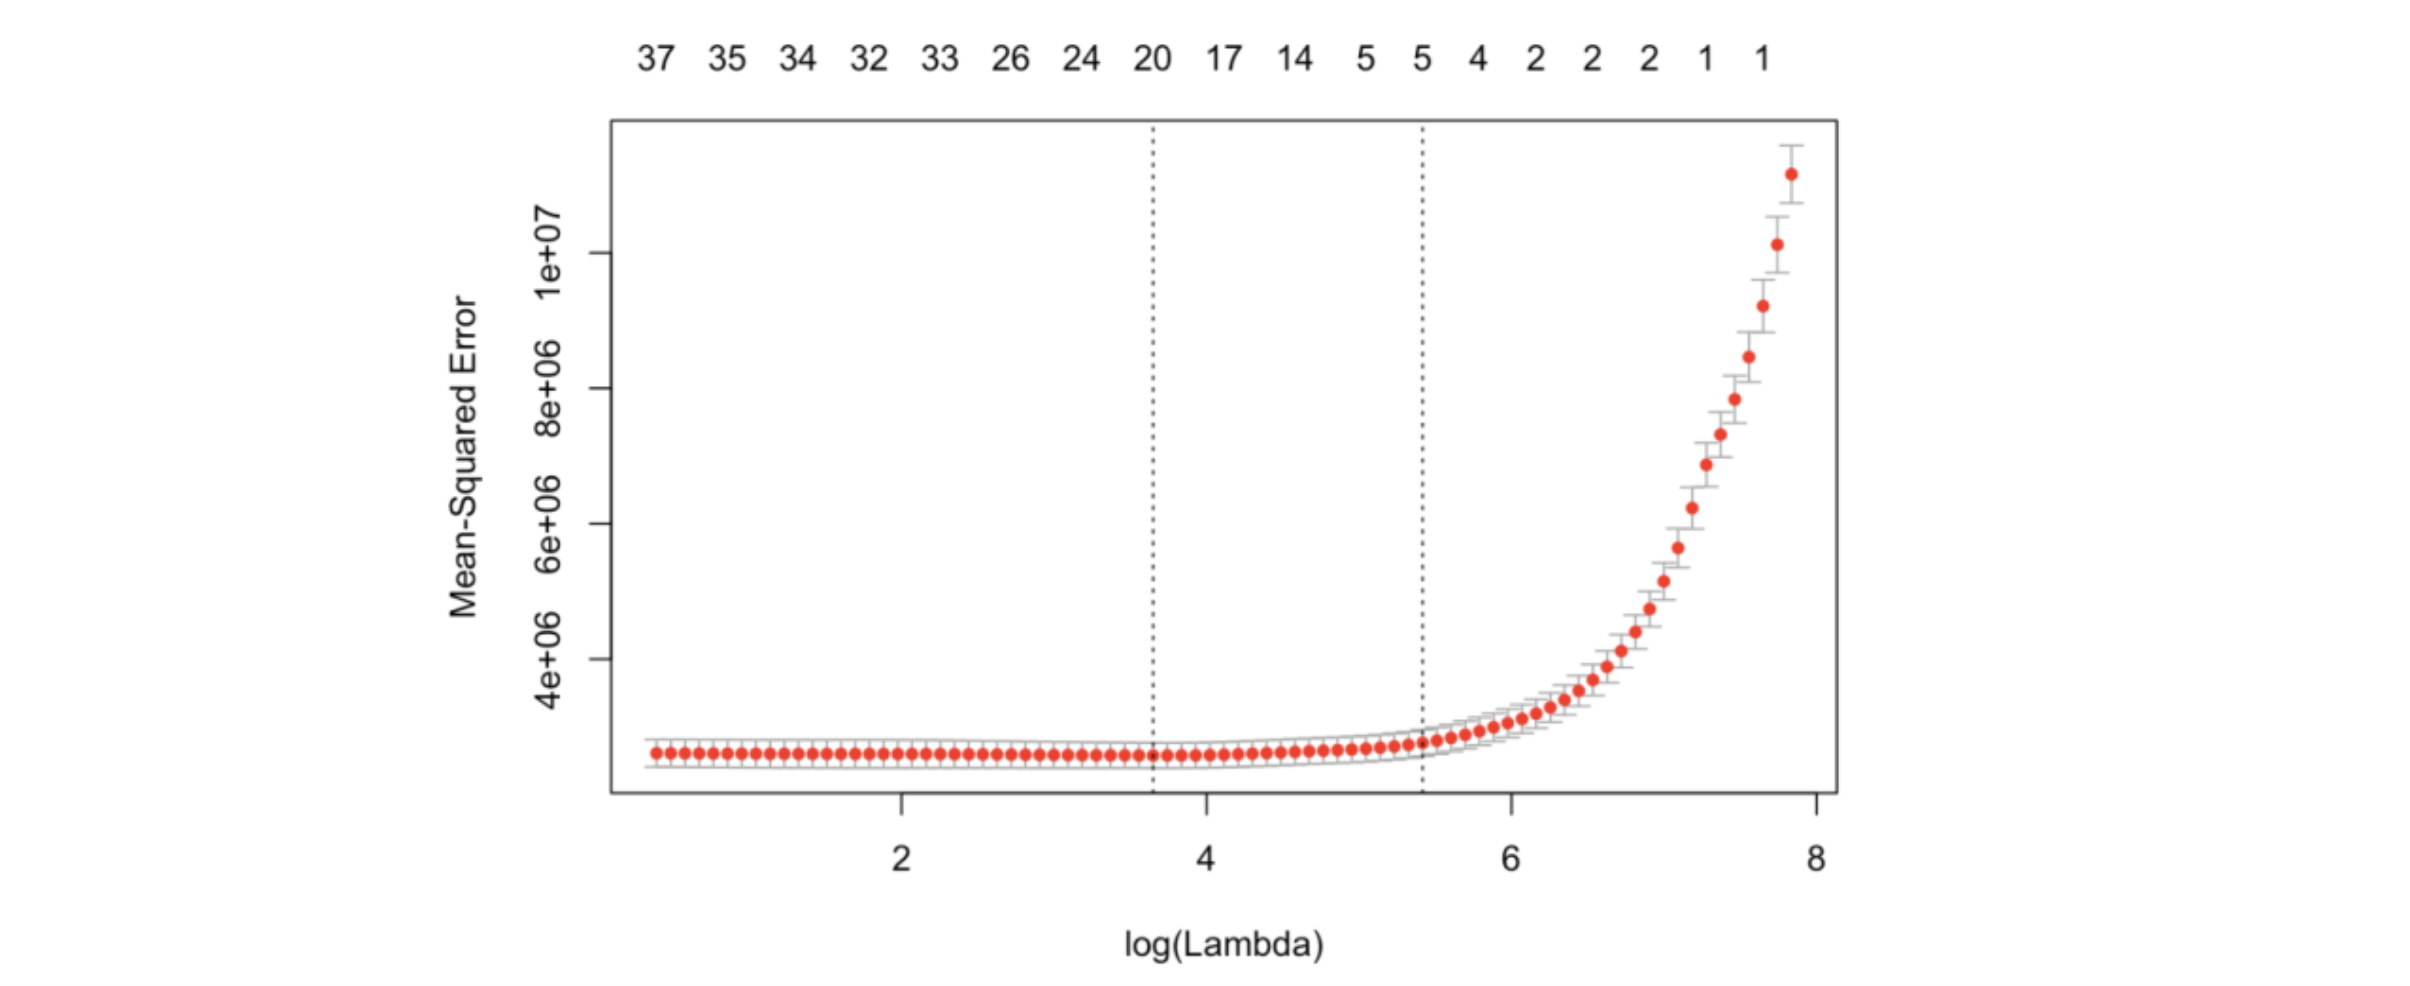 37 35 34 32 33 26 24 20 17 14 5 5 4 2 2 2 1 1
Mean-Squared Error
1e+07
8e+06
6e+06
4e+06
2 4 6 8
log(Lambda)